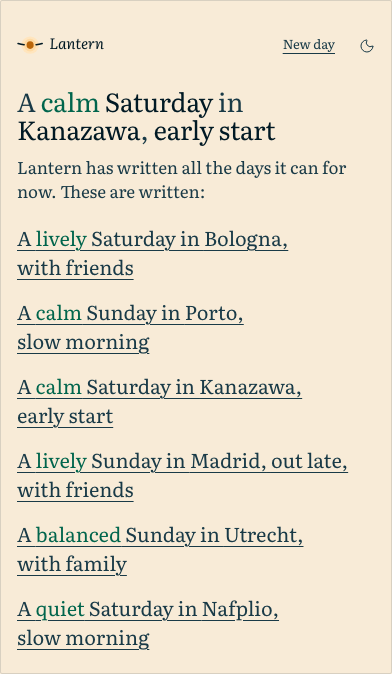 Lantern
New day
A calm Saturday in
Kanazawa, early start
Lantern has written all the days it can for
now. These are written:
A lively Saturday in Bologna,
with friends
A calm Sunday in Porto,
slow morning
A calm Saturday in Kanazawa,
early start
A lively Sunday in Madrid, out late,
with friends
A balanced Sunday in Utrecht,
with family
A quiet Saturday in Nafplio,
slow morning